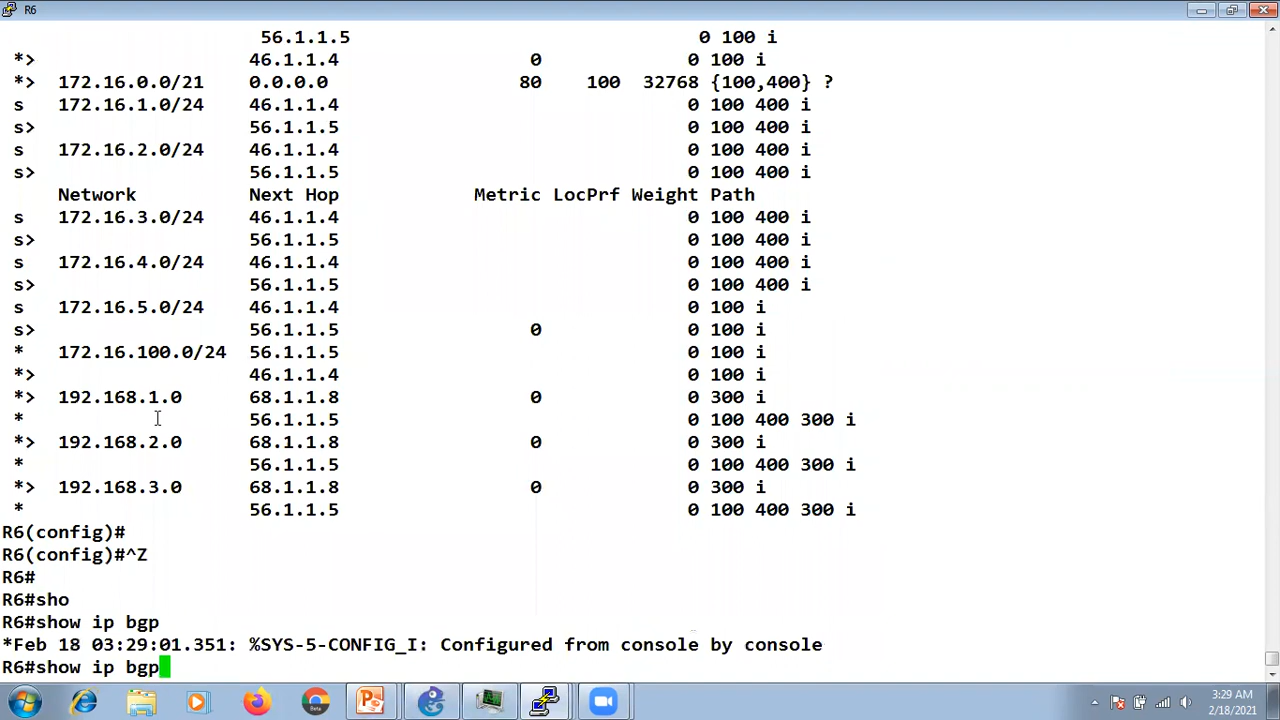 R6
56.1.1.5 0 100 i
*> 46.1.1.4 0 0 100 i
*> 172.16.0.0/21 0.0.0.0 80 100 32768 {100,400} ?
s 172.16.1.0/24 46.1.1.4 0 100 400 i
s> 56.1.1.5 0 100 400 i
s 172.16.2.0/24 46.1.1.4 0 100 400 i
s> 56.1.1.5 0 100 400 i
Network Next Hop Metric LocPrf Weight Path
s 172.16.3.0/24 46.1.1.4 0 100 400 i
s> 56.1.1.5 0 100 400 i
s 172.16.4.0/24 46.1.1.4 0 100 400 i
s> 56.1.1.5 0 100 400 i
s 172.16.5.0/24 46.1.1.4 0 100 i
s> 56.1.1.5 0 0 100 i
* 172.16.100.0/24 56.1.1.5 0 100 i
*> 46.1.1.4 0 100 i
*> 192.168.1.0 68.1.1.8 0 0 300 i
* 56.1.1.5 0 100 400 300 i
*> 192.168.2.0 68.1.1.8 0 0 300 i
* 56.1.1.5 0 100 400 300 i
*> 192.168.3.0 68.1.1.8 0 0 300 i
* 56.1.1.5 0 100 400 300 i
R6(config)#
R6(config)#^Z
R6#
R6#sho
R6#show ip bgp
*Feb 18 03:29:01.351: %SYS-5-CONFIG_I: Configured from console by console
R6#show ip bgp
3:29 AM
2/18/2021